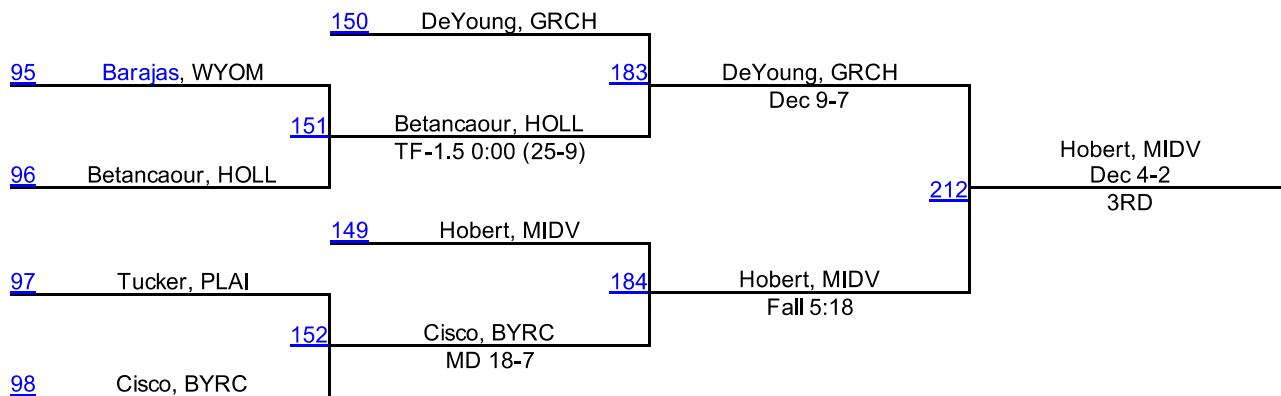 150 DeYoung, GRCH
95 Barajas, WYOM
183 DeYoung, GRCH
Dec 9-7
151 Betancaour, HOLL
TF-1.5 0:00 (25-9)
96 Betancaour, HOLL
Hobert, MIDV
212 Dec 4-2
3RD
149 Hobert, MIDV
97 Tucker, PLAI
184 Hobert, MIDV
Fall 5:18
152 Cisco, BYRC
MD 18-7
98 Cisco, BYRC